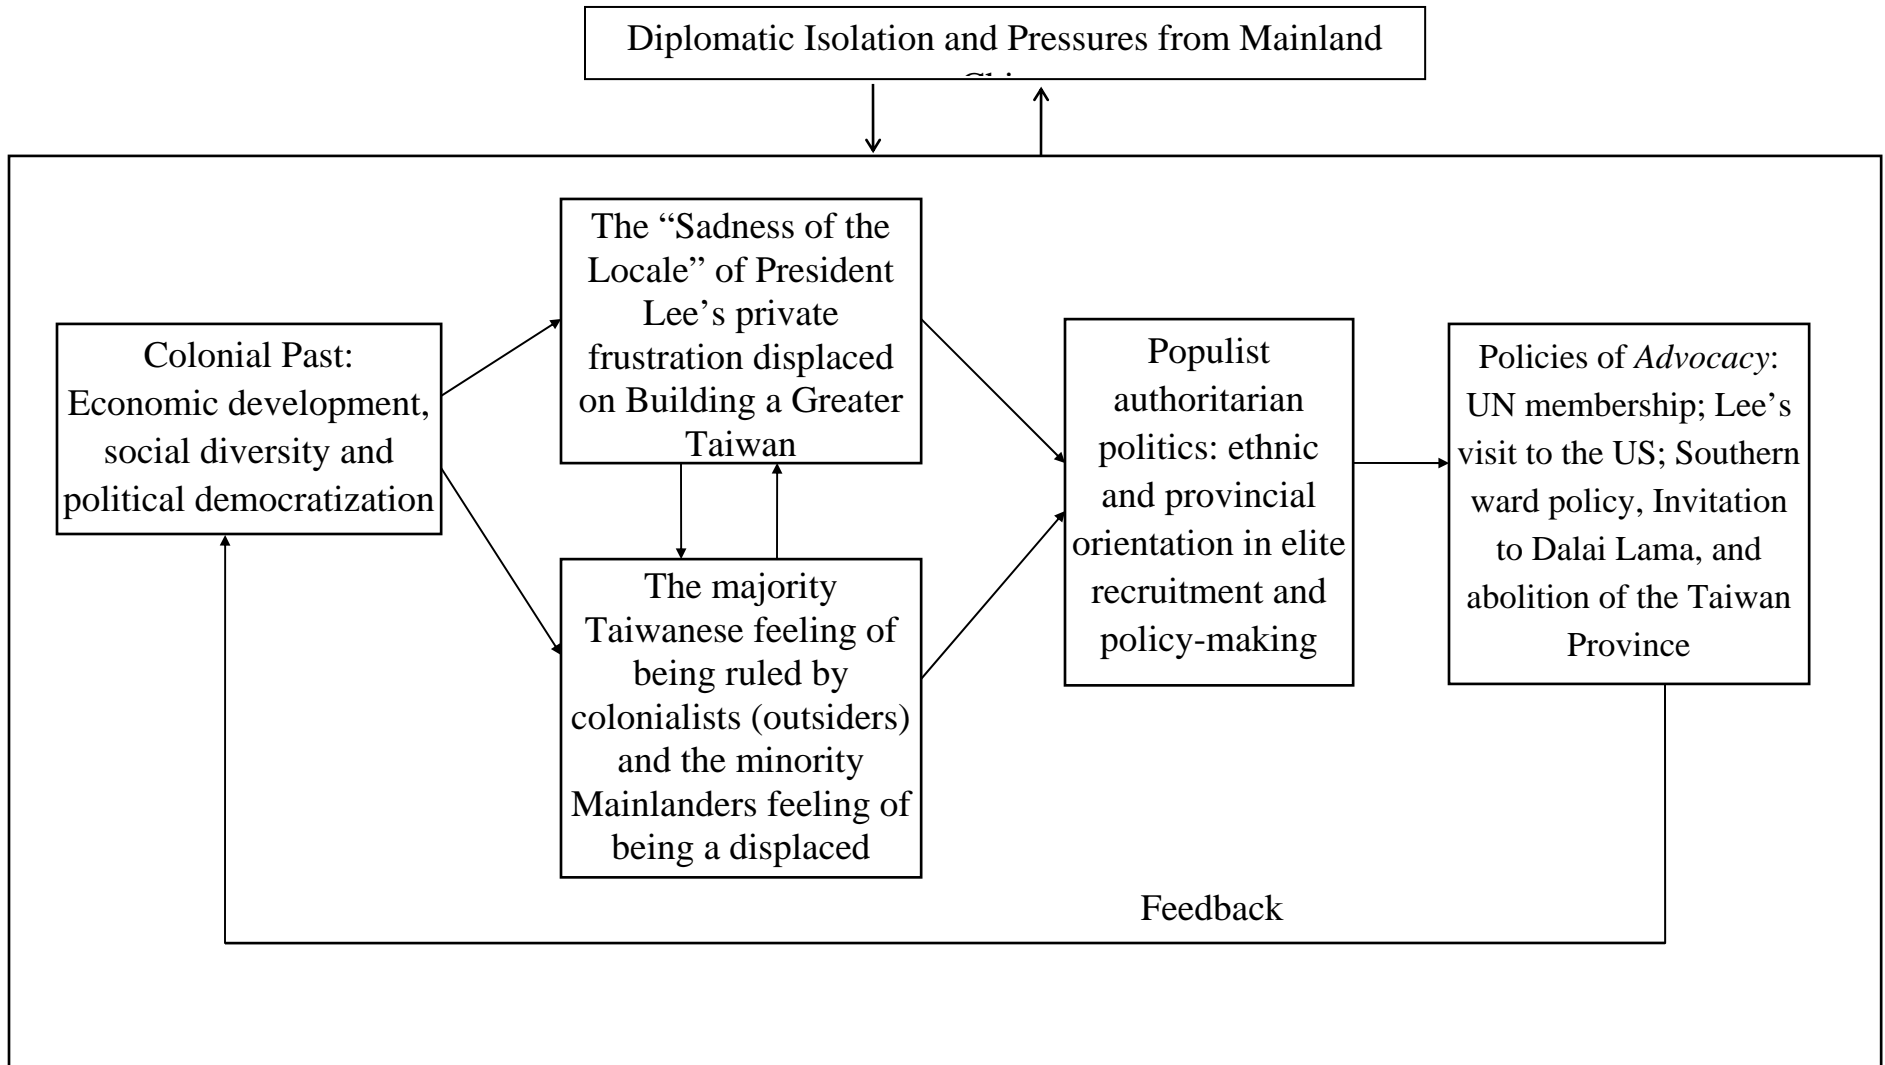 Diplomatic Isolation and Pressures from Mainland
The “Sadness of the
Locale” of President
Lee’s private
frustration displaced
on Building a Greater
Taiwan
Colonial Past:
Economic development,
social diversity and
political democratization
The majority
Taiwanese feeling of
being ruled by
colonialists (outsiders)
and the minority
Mainlanders feeling of
being a displaced
Populist
authoritarian
politics: ethnic
and provincial
orientation in elite
recruitment and
policy-making
Policies of Advocacy:
UN membership; Lee’s
visit to the US; Southern
ward policy, Invitation
to Dalai Lama, and
abolition of the Taiwan
Province
Feedback